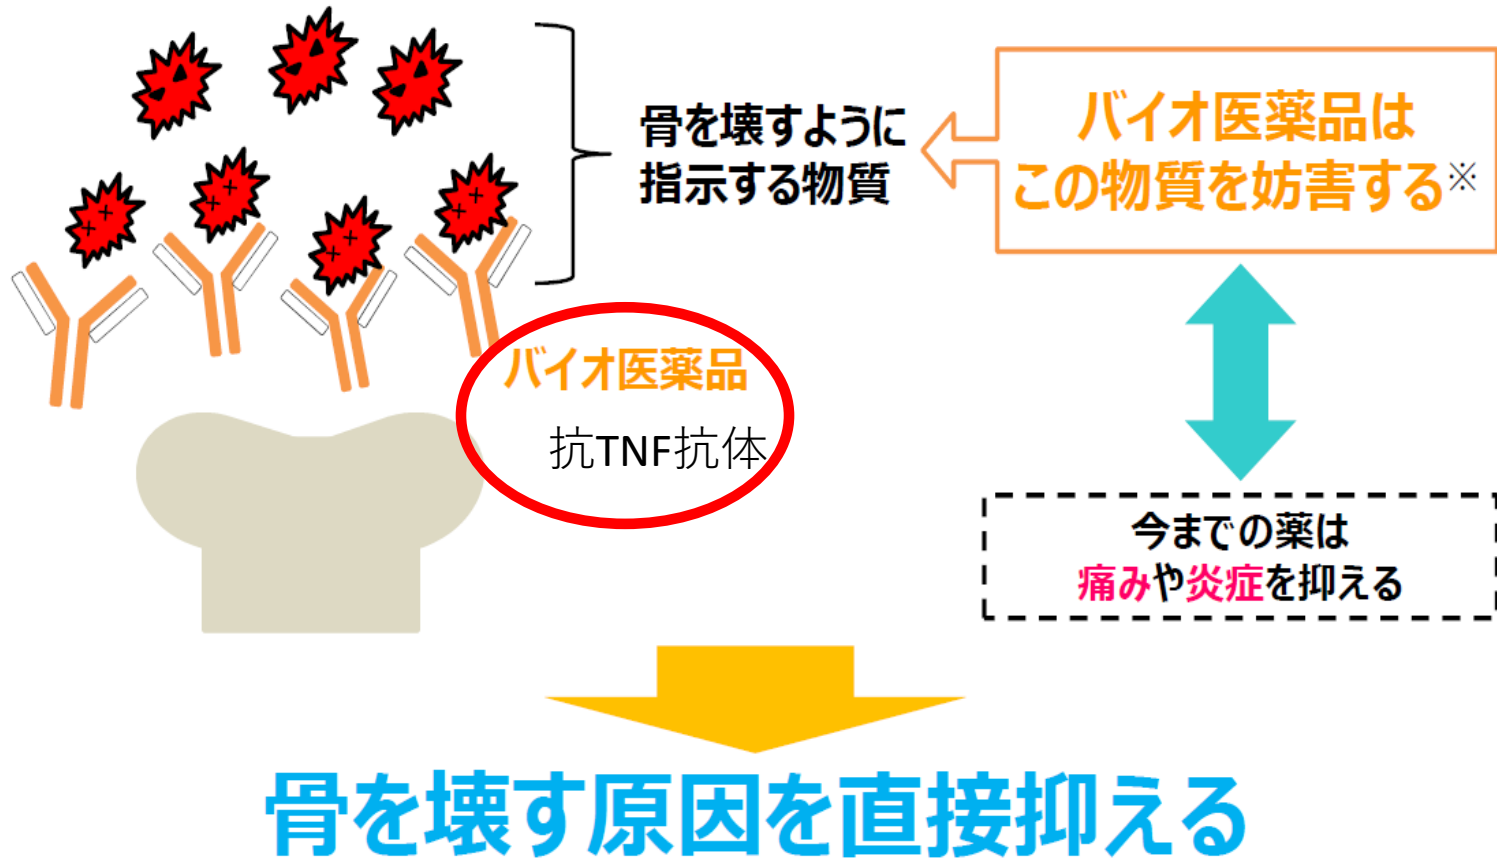 骨を壊すように
指示する物質
バイオ医薬品は
この物質を妨害する※
バイオ医薬品
抗TNF抗体
今までの薬は
痛みや炎症を抑える
骨を壊す原因を直接抑える